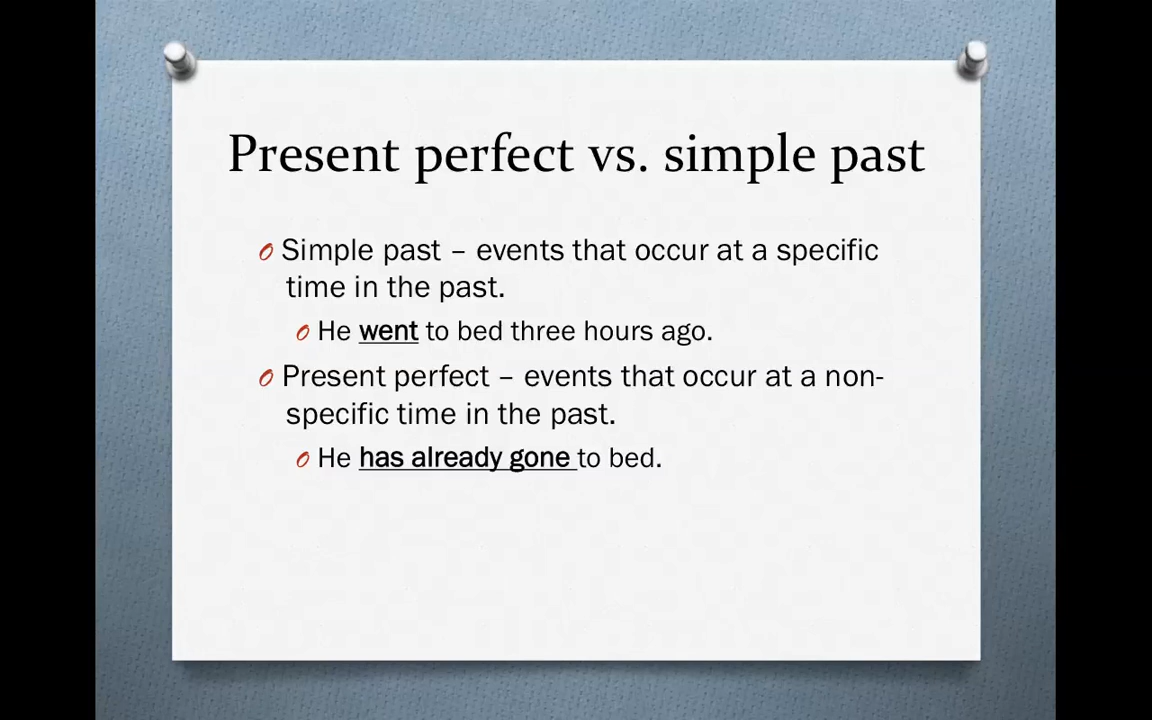 Present perfect vs. simple past
Simple past – events that occur at a specific
time in the past.
He went to bed three hours ago.
Present perfect – events that occur at a non-
specific time in the past.
He has already gone to bed.